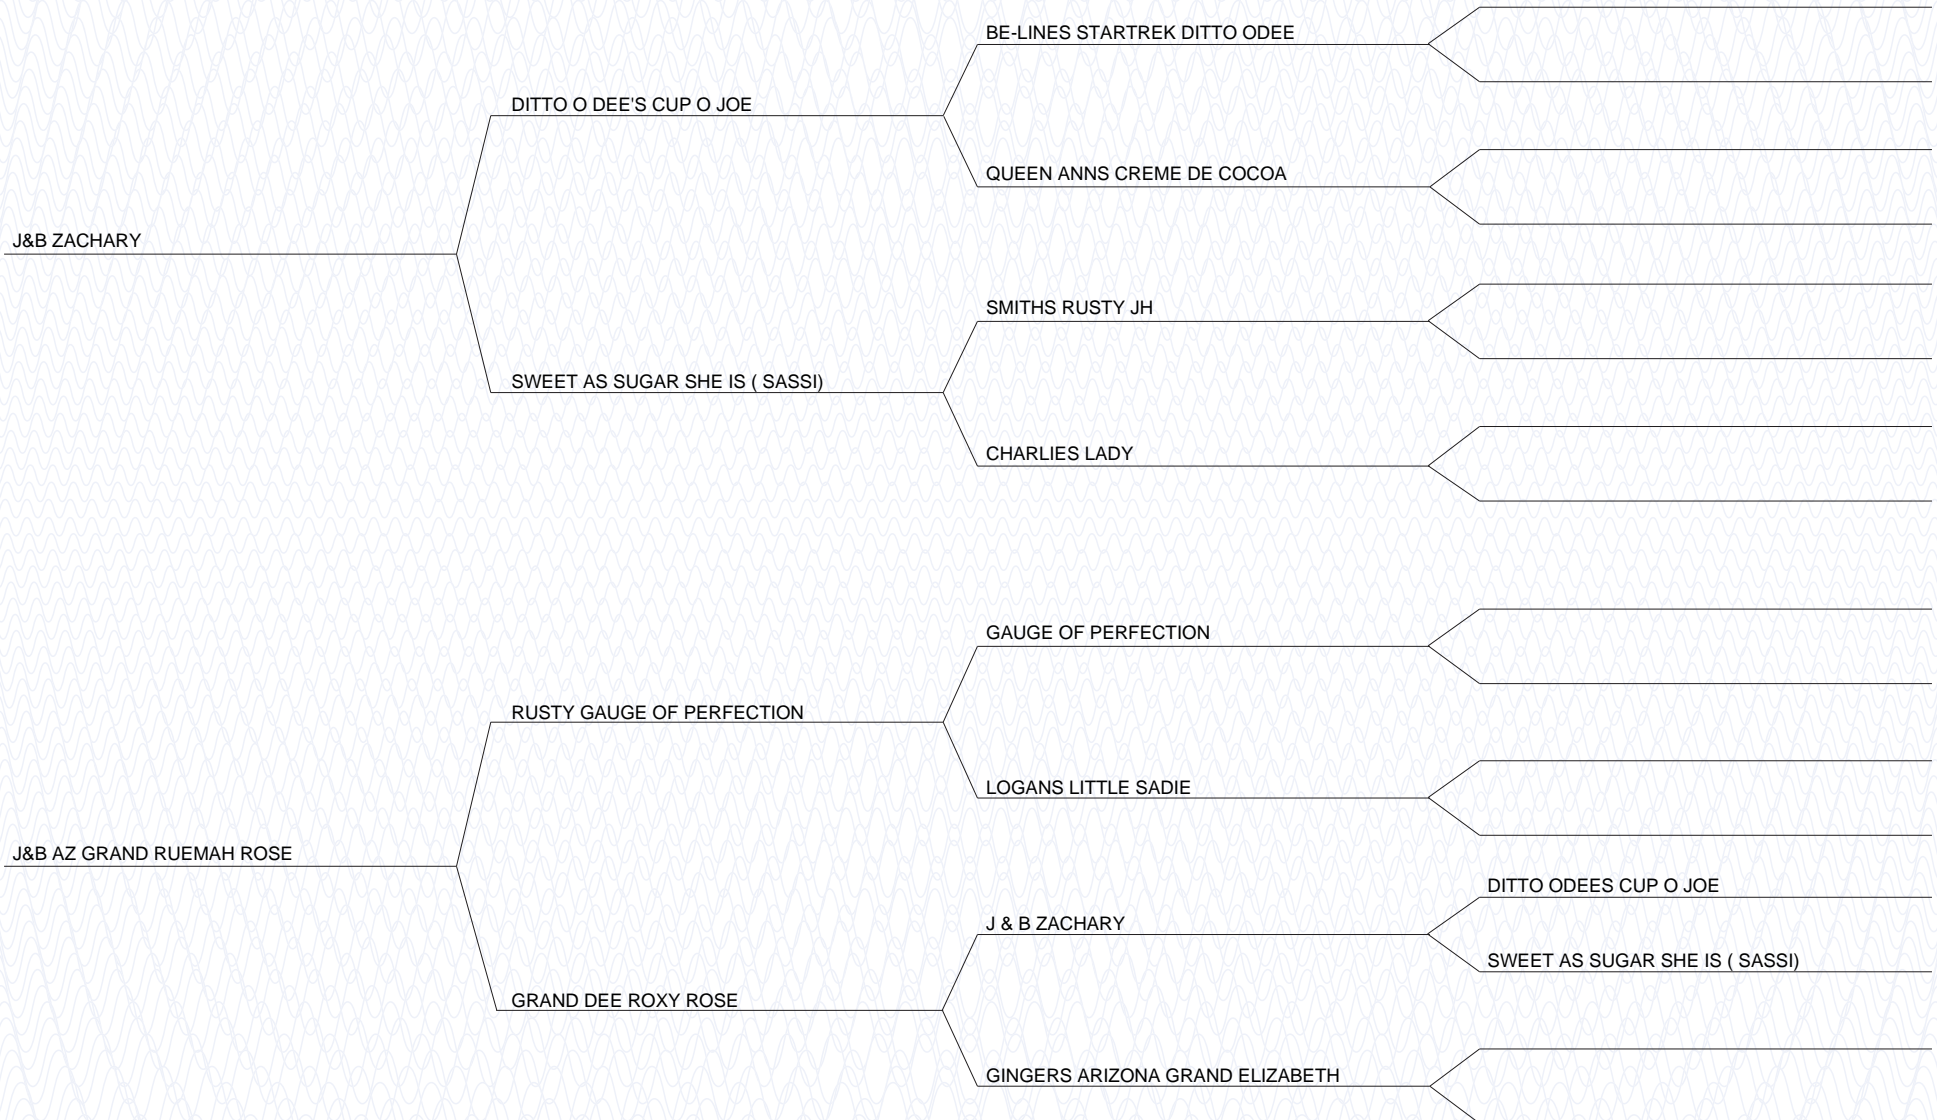 BE-LINES STARTREK DITTO ODEE
DITTO O DEE'S CUP O JOE
QUEEN ANNS CREME DE COCOA
J&B ZACHARY
SMITHS RUSTY JH
SWEET AS SUGAR SHE IS ( SASSI)
CHARLIES LADY
GAUGE OF PERFECTION
RUSTY GAUGE OF PERFECTION
LOGANS LITTLE SADIE
J&B AZ GRAND RUEMAH ROSE
DITTO ODEES CUP O JOE
J & B ZACHARY
SWEET AS SUGAR SHE IS ( SASSI)
GRAND DEE ROXY ROSE
GINGERS ARIZONA GRAND ELIZABETH